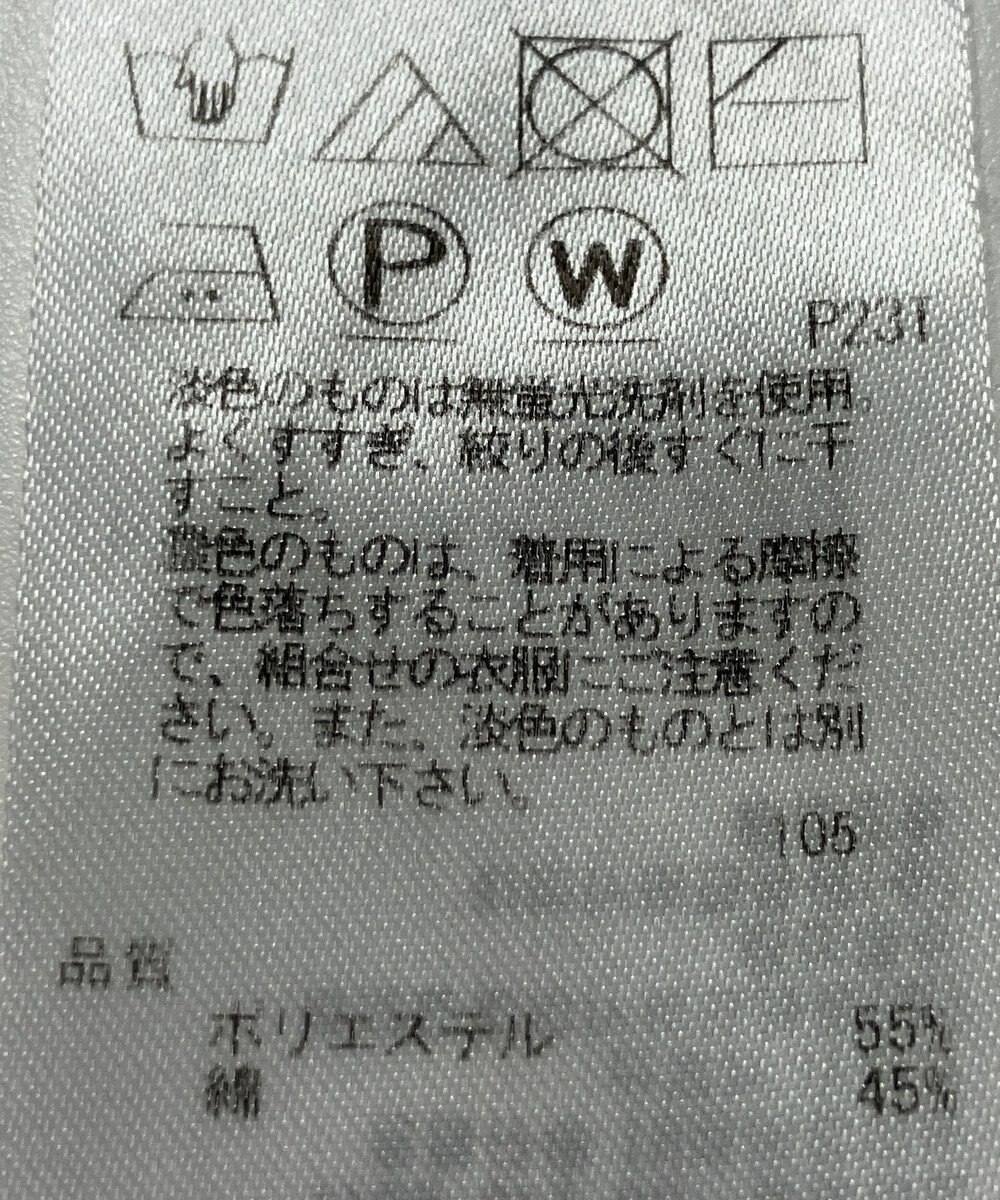 P W
P23T
淡色のものは無蛍光洗剤を使用。
よくすすぎ、絞りの後すぐに干
すこと。
濃色のものは、着用による摩擦
で色落ちすることがありますの
で、組合せの衣服にご注意くだ
さい。また、淡色のものとは別
にお洗い下さい。
105
品質
ポリエステル 55%
綿 45%